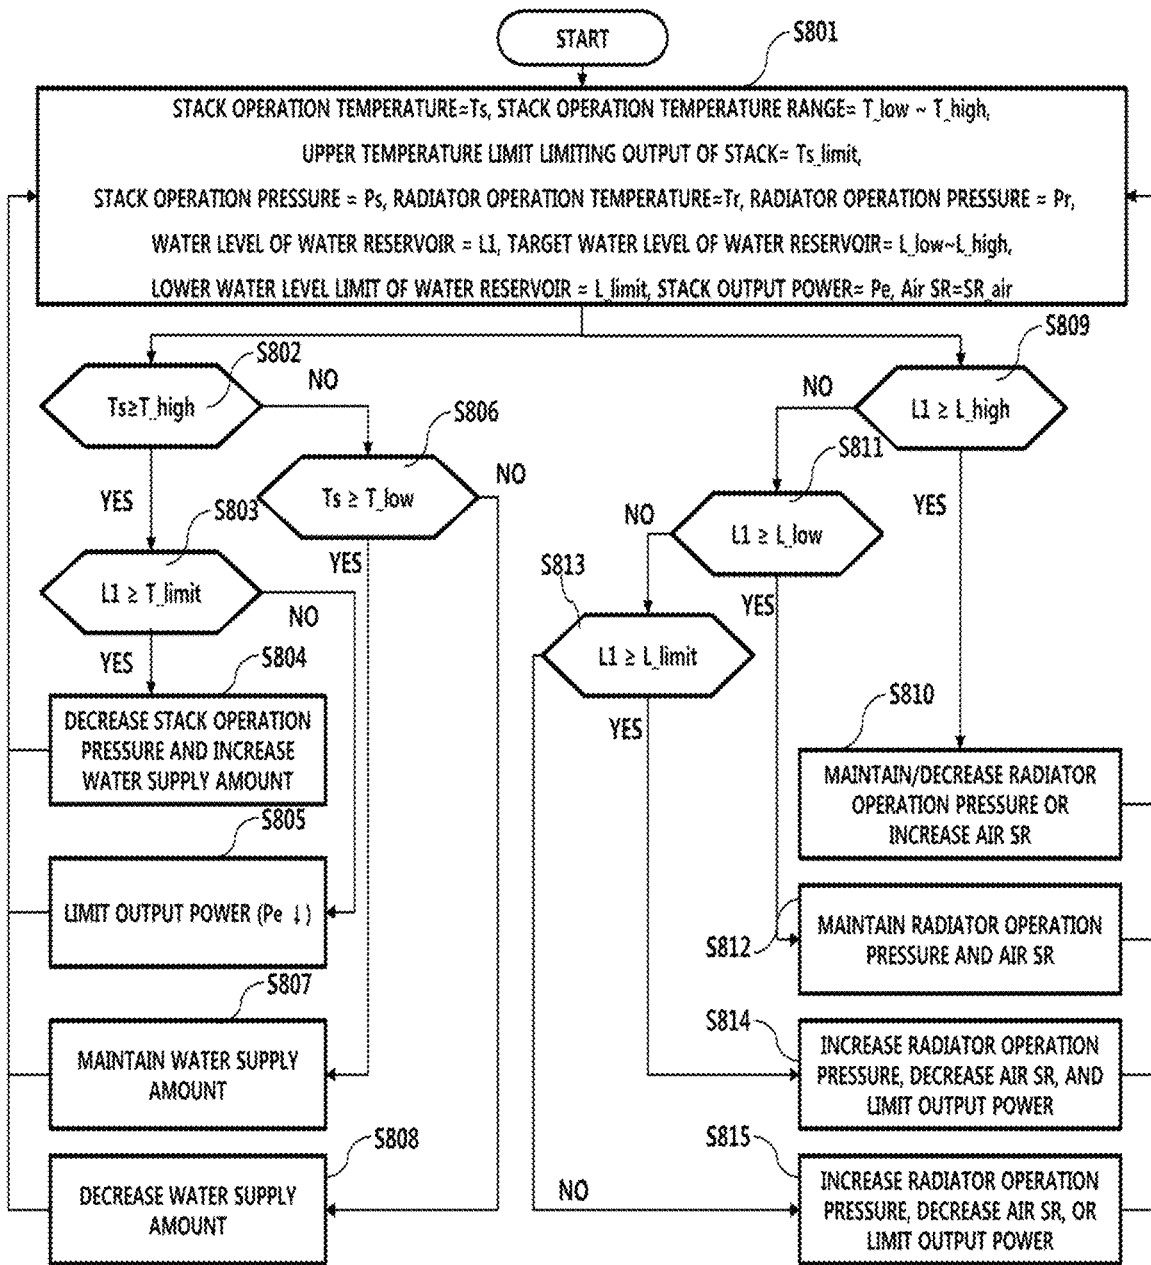 START
S801
STACK OPERATION TEMPERATURE=Ts, STACK OPERATION TEMPERATURE RANGE= T_low ~ T_high,
UPPER TEMPERATURE LIMIT LIMITING OUTPUT OF STACK= Ts_limit,
STACK OPERATION PRESSURE = Ps, RADIATOR OPERATION TEMPERATURE=Tr, RADIATOR OPERATION PRESSURE = Pr,
WATER LEVEL OF WATER RESERVOIR = L1, TARGET WATER LEVEL OF WATER RESERVOIR= L_low~L_high,
LOWER WATER LEVEL LIMIT OF WATER RESERVOIR = L_limit, STACK OUTPUT POWER= Pe, Air SR=SR_air
S802
Ts≥T_high
NO
YES
S806
Ts ≥ T_low
NO
YES
S803
L1 ≥ T_limit
NO
YES
S804
DECREASE STACK OPERATION
PRESSURE AND INCREASE
WATER SUPPLY AMOUNT
S805
LIMIT OUTPUT POWER (Pe ↓)
S807
MAINTAIN WATER SUPPLY
AMOUNT
S808
DECREASE WATER SUPPLY
AMOUNT
S809
L1 ≥ L_high
NO
YES
S811
L1 ≥ L_low
NO
YES
S813
L1 ≥ L_limit
YES
NO
S810
MAINTAIN/DECREASE RADIATOR
OPERATION PRESSURE OR
INCREASE AIR SR
S812
MAINTAIN RADIATOR OPERATION
PRESSURE AND AIR SR
S814
INCREASE RADIATOR OPERATION
PRESSURE, DECREASE AIR SR, AND
LIMIT OUTPUT POWER
S815
INCREASE RADIATOR OPERATION
PRESSURE, DECREASE AIR SR, OR
LIMIT OUTPUT POWER